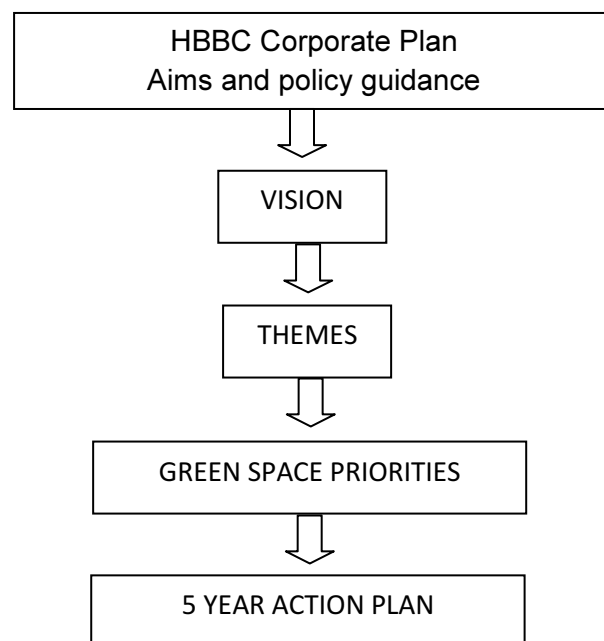 HBBC Corporate Plan
Aims and policy guidance
VISION
THEMES
GREEN SPACE PRIORITIES
5 YEAR ACTION PLAN